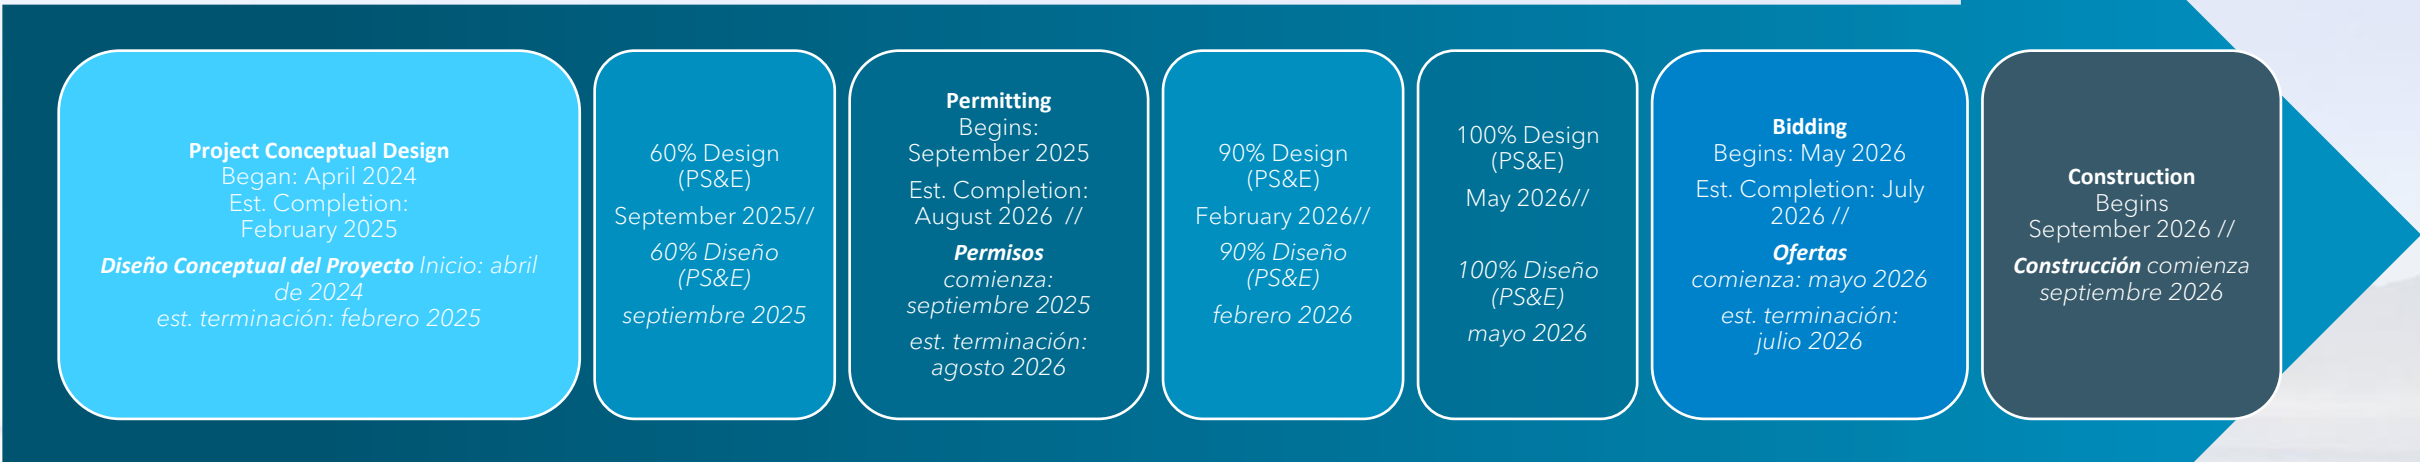 Project Conceptual Design
Began: April 2024
Est. Completion:
February 2025
Diseño Conceptual del Proyecto Inicio: abril
de 2024
est. terminación: febrero 2025
60% Design
(PS&E)
September 2025//
60% Diseño
(PS&E)
septiembre 2025
Permitting
Begins:
September 2025
Est. Completion:
August 2026 //
Permisos
comienza:
septiembre 2025
est. terminación:
agosto 2026
90% Design
(PS&E)
February 2026//
90% Diseño
(PS&E)
febrero 2026
100% Design
(PS&E)
May 2026//
100% Diseño
(PS&E)
mayo 2026
Bidding
Begins: May 2026
Est. Completion: July
2026 //
Ofertas
comienza: mayo 2026
est. terminación:
julio 2026
Construction
Begins
September 2026 //
Construcción comienza
septiembre 2026